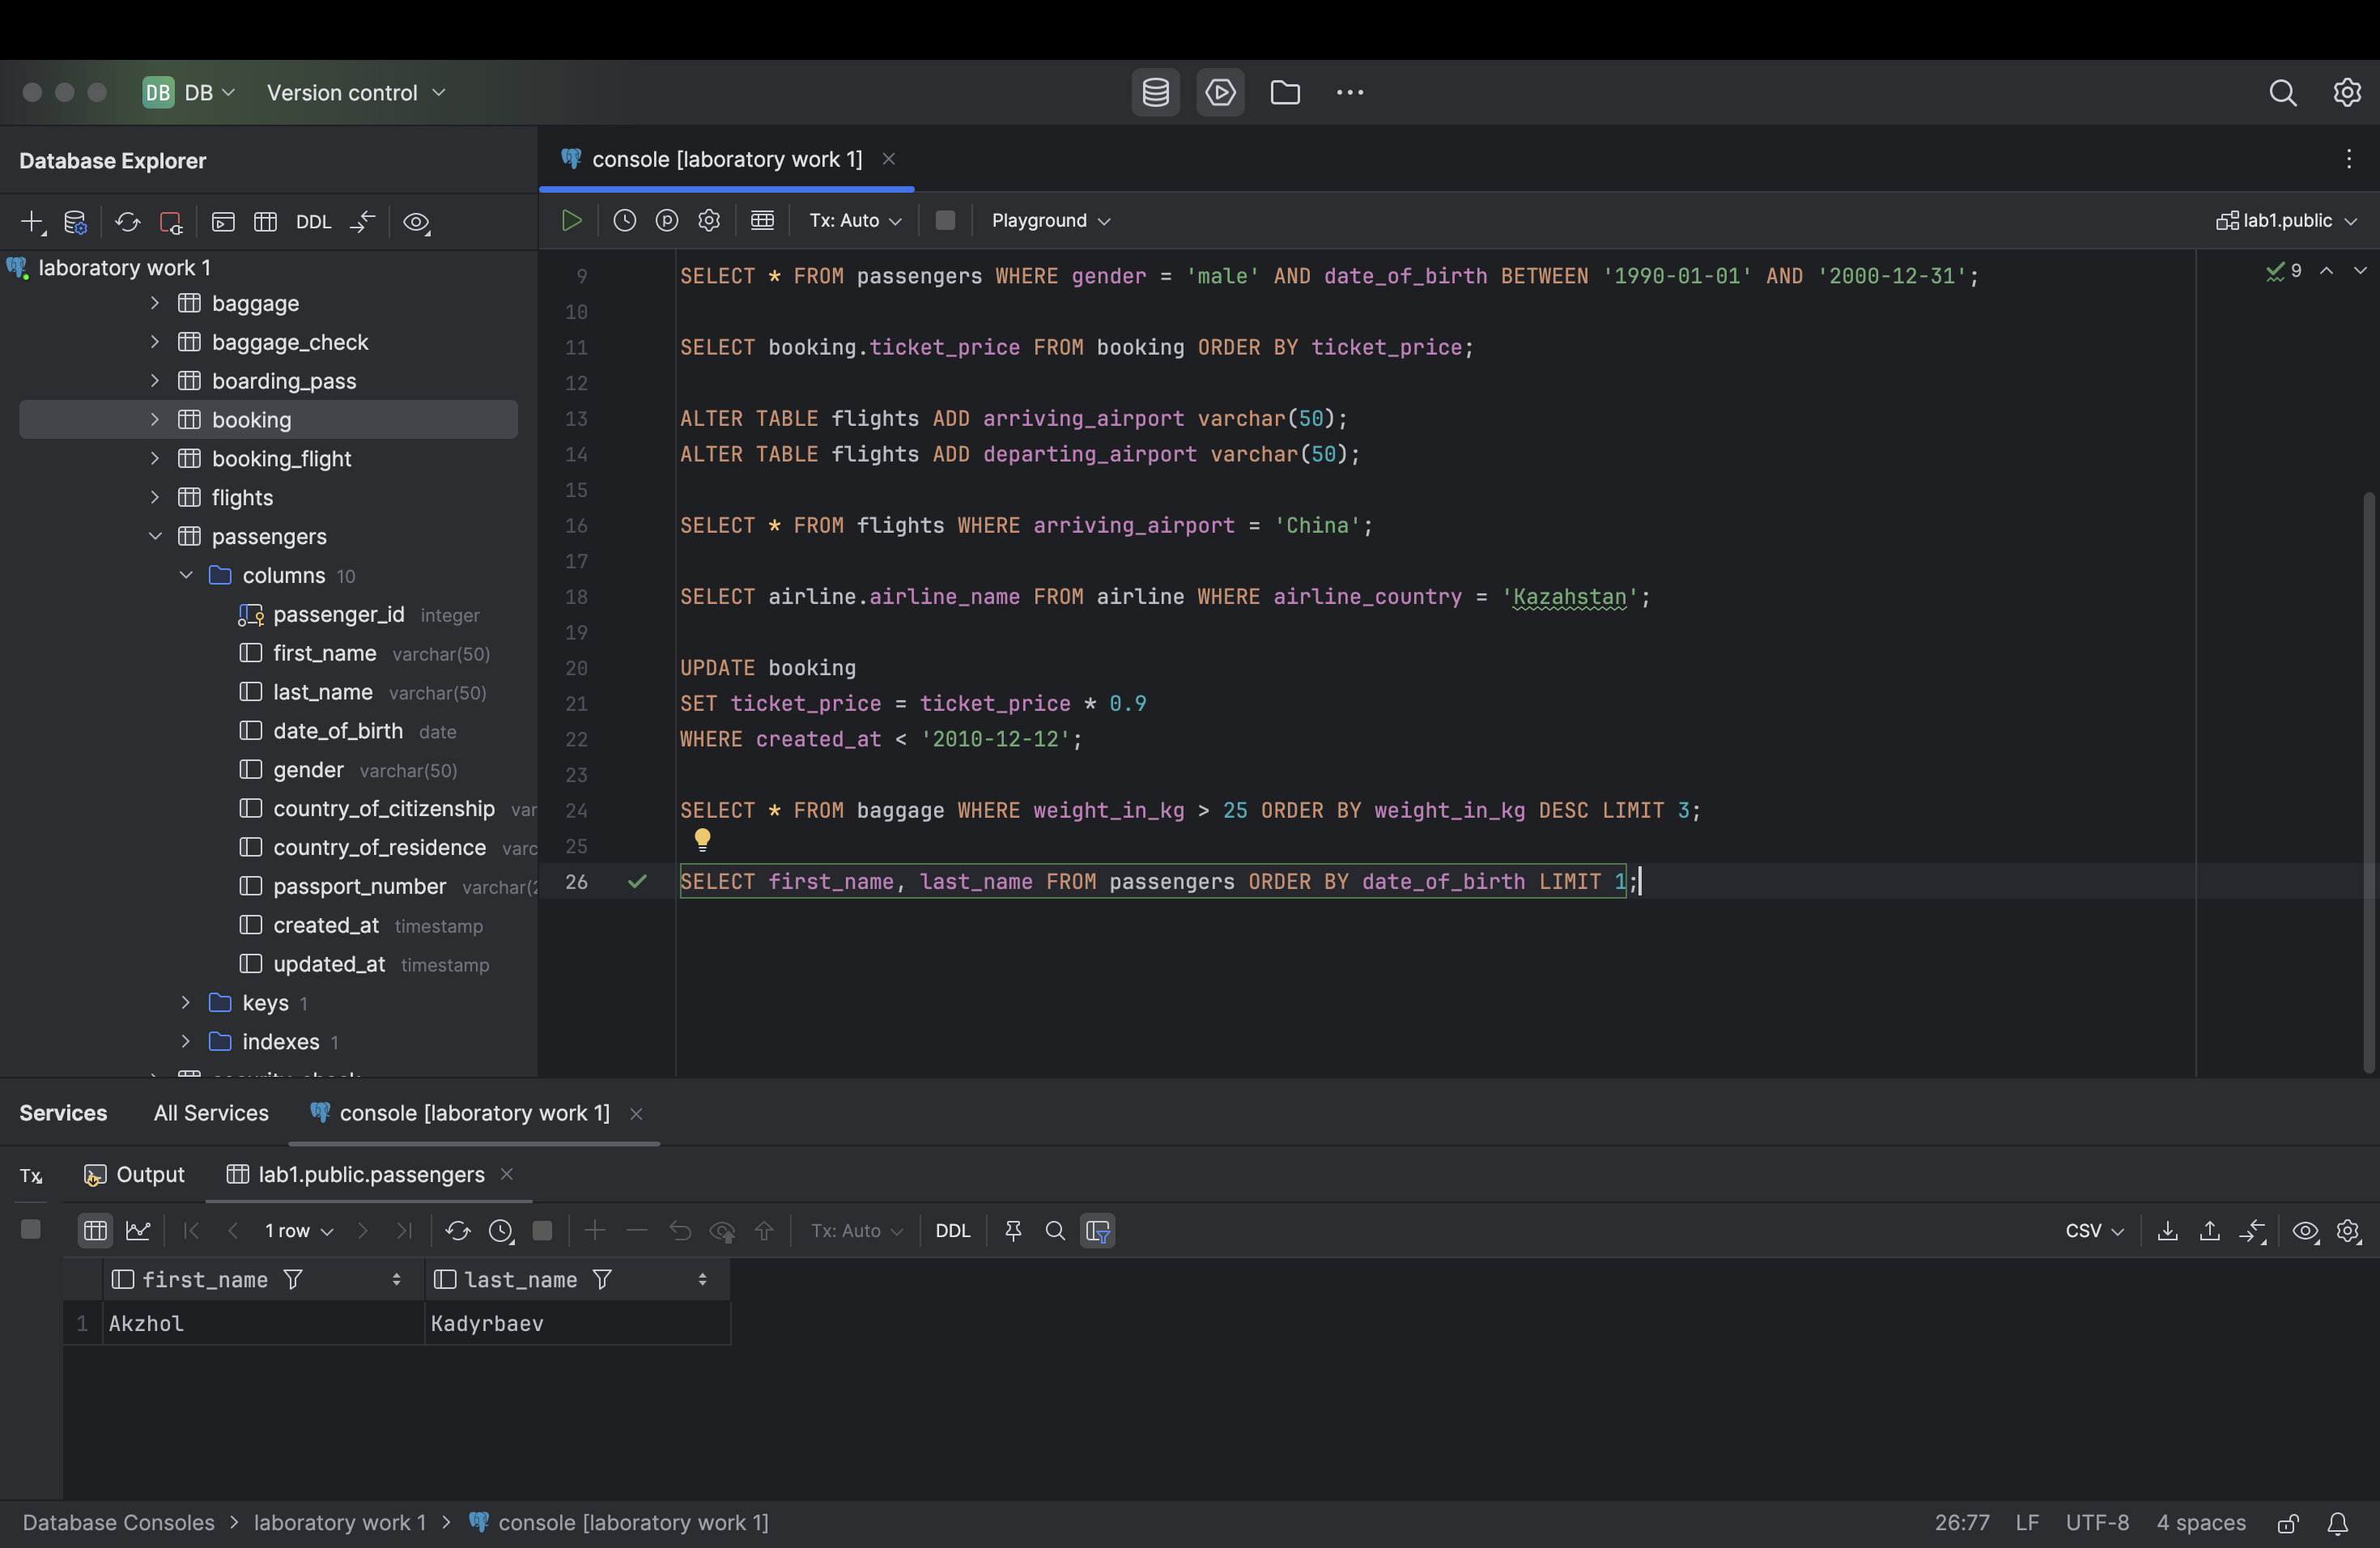 DB DB Version control
Database Explorer
console [laboratory work 1]
DDL
Tx: Auto Playground lab1.public
laboratory work 1
baggage
baggage_check
boarding_pass
booking
booking_flight
flights
passengers
columns 10
passenger_id integer
first_name varchar(50)
last_name varchar(50)
date_of_birth date
gender varchar(50)
country_of_citizenship var
country_of_residence varc
passport_number varchar(2
created_at timestamp
updated_at timestamp
keys 1
indexes 1
9 SELECT * FROM passengers WHERE gender = 'male' AND date_of_birth BETWEEN '1990-01-01' AND '2000-12-31';
9
10
11 SELECT booking.ticket_price FROM booking ORDER BY ticket_price;
12
13 ALTER TABLE flights ADD arriving_airport varchar(50);
14 ALTER TABLE flights ADD departing_airport varchar(50);
15
16 SELECT * FROM flights WHERE arriving_airport = 'China';
17
18 SELECT airline.airline_name FROM airline WHERE airline_country = 'Kazahstan';
19
20 UPDATE booking
21 SET ticket_price = ticket_price * 0.9
22 WHERE created_at < '2010-12-12';
23
24 SELECT * FROM baggage WHERE weight_in_kg > 25 ORDER BY weight_in_kg DESC LIMIT 3;
25
26 SELECT first_name, last_name FROM passengers ORDER BY date_of_birth LIMIT 1;
Services All Services console [laboratory work 1]
Tx Output lab1.public.passengers
1 row Tx: Auto DDL CSV
first_name last_name
1 Akzhol Kadyrbaev
Database Consoles > laboratory work 1 > console [laboratory work 1] 26:77 LF UTF-8 4 spaces